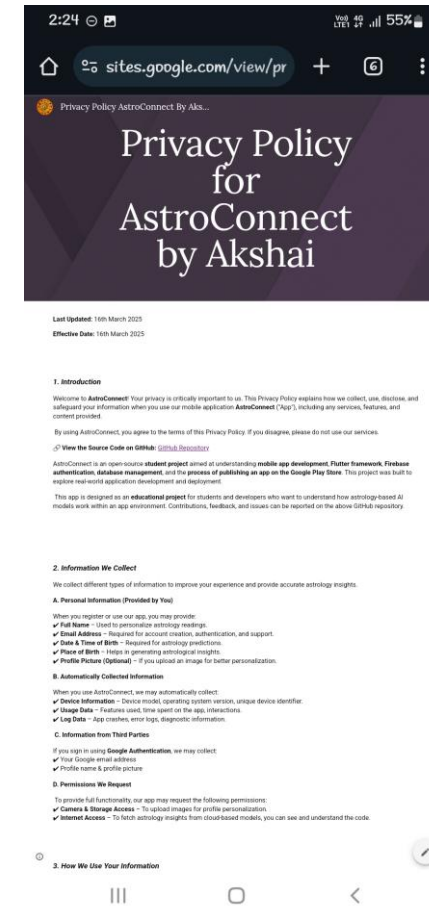 2:24
Vo)) 4G
LTE1
55%
sites.google.com/view/pr
6
Privacy Policy AstroConnect By Aks...
Privacy Policy
for
AstroConnect
by Akshai
Last Updated: 16th March 2025
Effective Date: 16th March 2025
1. Introduction
Welcome to AstroConnect! Your privacy is critically important to us. This Privacy Policy explains how we collect, use, disclose, and
safeguard your information when you use our mobile application AstroConnect ("App"), including any services, features, and
content provided.
By using AstroConnect, you agree to the terms of this Privacy Policy. If you disagree, please do not use our services.
🔗 View the Source Code on GitHub: GitHub Repository
AstroConnect is an open-source student project aimed at understanding mobile app development, Flutter framework, Firebase
authentication, database management, and the process of publishing an app on the Google Play Store. This project was built to
explore real-world application development and deployment.
This app is designed as an educational project for students and developers who want to understand how astrology-based AI
models work within an app environment. Contributions, feedback, and issues can be reported on the above GitHub repository.
2. Information We Collect
We collect different types of information to improve your experience and provide accurate astrology insights.
A. Personal Information (Provided by You)
When you register or use our app, you may provide:
✔ Full Name – Used to personalize astrology readings.
✔ Email Address – Required for account creation, authentication, and support.
✔ Date & Time of Birth – Required for astrology predictions.
✔ Place of Birth – Helps in generating astrological insights.
✔ Profile Picture (Optional) – If you upload an image for better personalization.
B. Automatically Collected Information
When you use AstroConnect, we may automatically collect:
✔ Device Information – Device model, operating system version, unique device identifier.
✔ Usage Data – Features used, time spent on the app, interactions.
✔ Log Data – App crashes, error logs, diagnostic information.
C. Information from Third Parties
If you sign in using Google Authentication, we may collect:
✔ Your Google email address
✔ Profile name & profile picture
D. Permissions We Request
To provide full functionality, our app may request the following permissions:
✔ Camera & Storage Access – To upload images for profile personalization.
✔ Internet Access – To fetch astrology insights from cloud-based models, you can see and understand the code.
3. How We Use Your Information